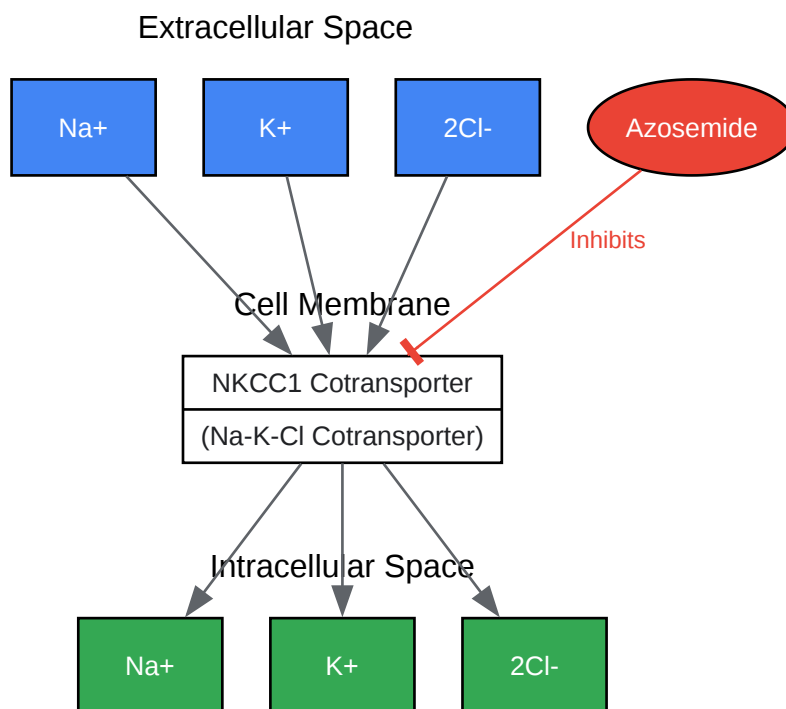 Extracellular Space
Na+
K+
2Cl-
Azosemide
Inhibits
Cell Membrane
NKCC1 Cotransporter
(Na-K-Cl Cotransporter)
Intracellular Space
Na+
K+
2Cl-